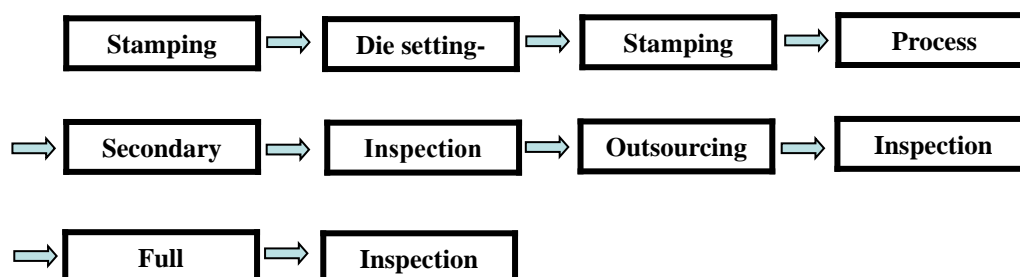 Stamping Die setting- Stamping Process
Secondary Inspection Outsourcing Inspection
Full Inspection